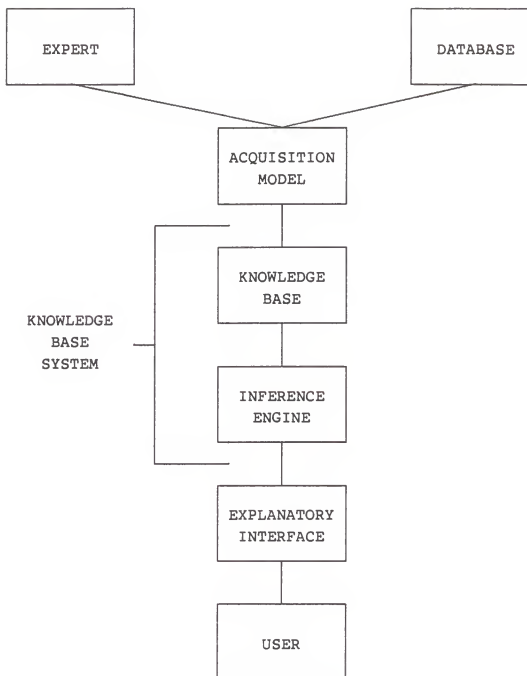 EXPERT
DATABASE
ACQUISITION
MODEL
KNOWLEDGE
BASE
KNOWLEDGE
BASE
SYSTEM
INFERENCE
ENGINE
EXPLANATORY
INTERFACE
USER